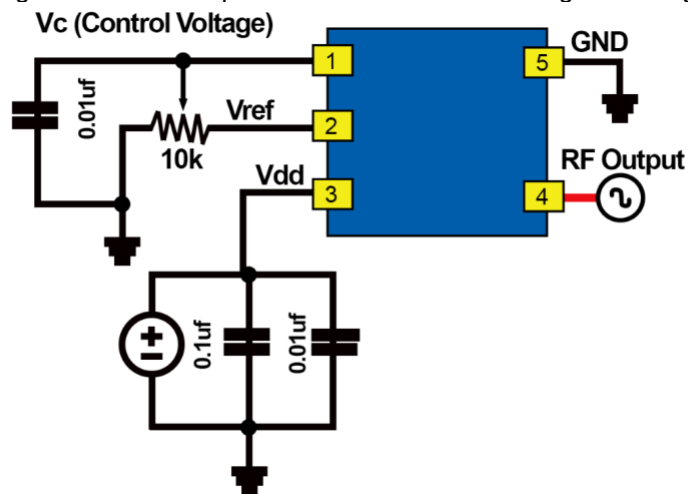 Vc (Control Voltage)
1
5
GND
0.01uf
Vref
2
10k
RF Output
Vdd
3
4
0.1uf
0.01uf